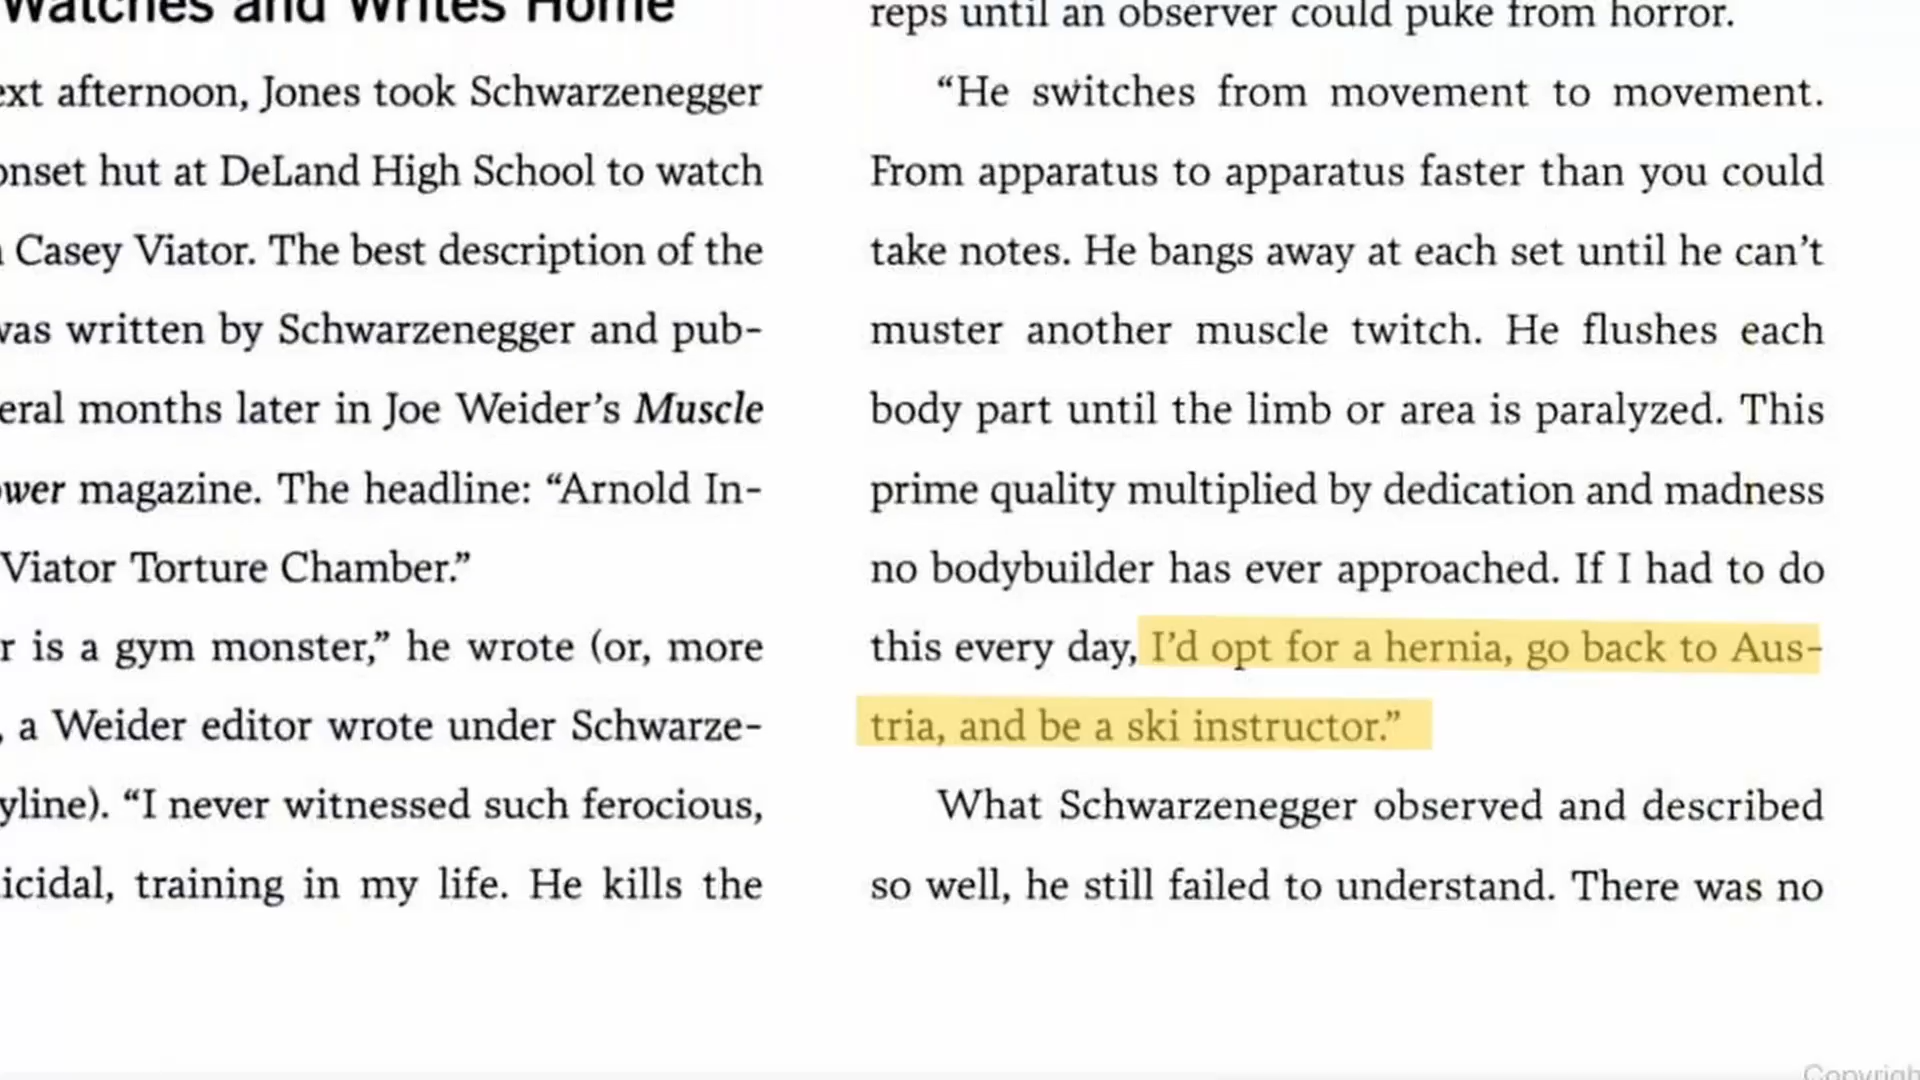 Watches and Writes Home
ext afternoon, Jones took Schwarzenegger
onset hut at DeLand High School to watch
Casey Viator. The best description of the
was written by Schwarzenegger and pub-
eral months later in Joe Weider’s Muscle
ower magazine. The headline: “Arnold In-
Viator Torture Chamber.”
r is a gym monster,” he wrote (or, more
, a Weider editor wrote under Schwarze-
yline). “I never witnessed such ferocious,
icidal, training in my life. He kills the
reps until an observer could puke from horror.
“He switches from movement to movement.
From apparatus to apparatus faster than you could
take notes. He bangs away at each set until he can’t
muster another muscle twitch. He flushes each
body part until the limb or area is paralyzed. This
prime quality multiplied by dedication and madness
no bodybuilder has ever approached. If I had to do
this every day, I’d opt for a hernia, go back to Aus-
tria, and be a ski instructor.”
What Schwarzenegger observed and described
so well, he still failed to understand. There was no